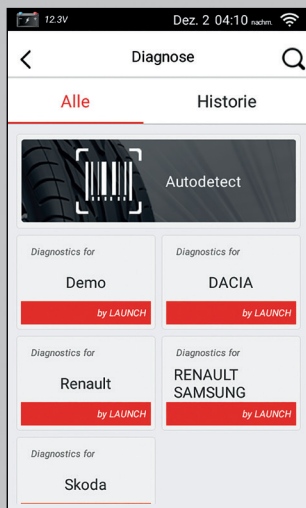 12.3V
Dez. 2 04:10 nachm.
Diagnose
Alle
Historie
Autodetect
Diagnostics for
Demo
by LAUNCH
Diagnostics for
DACIA
by LAUNCH
Diagnostics for
Renault
by LAUNCH
Diagnostics for
RENAULT
SAMSUNG
by LAUNCH
Diagnostics for
Skoda